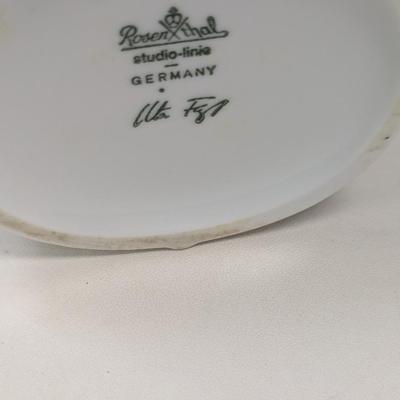 Rosenthal
studio-linie
GERMANY